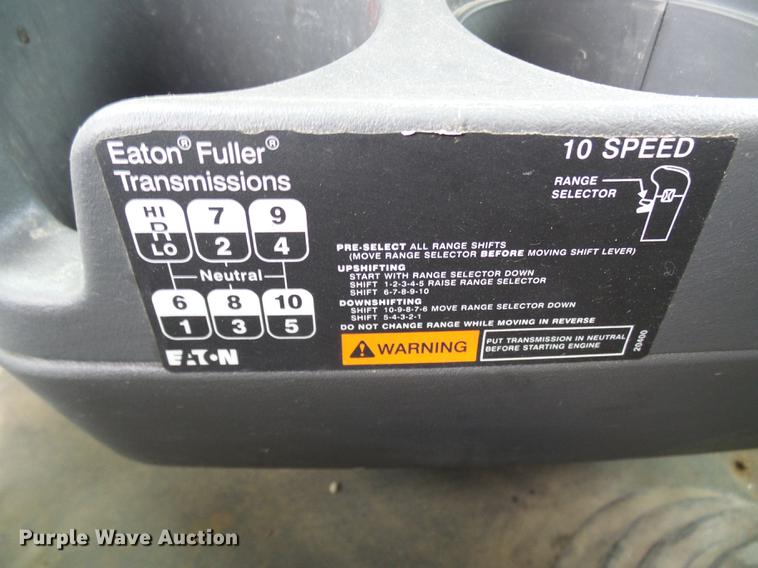 Eaton® Fuller®
Transmissions
10 SPEED
RANGE
SELECTOR
HI 7 9
R
LO 2 4
Neutral
6 8 10
1 3 5
EATON
PRE-SELECT ALL RANGE SHIFTS
(MOVE RANGE SELECTOR BEFORE MOVING SHIFT LEVER)
UPSHIFTING
START WITH RANGE SELECTOR DOWN
SHIFT 1-2-3-4-5 RAISE RANGE SELECTOR
SHIFT 6-7-8-9-10
DOWNSHIFTING
SHIFT 10-9-8-7-6 MOVE RANGE SELECTOR DOWN
SHIFT 5-4-3-2-1
DO NOT CHANGE RANGE WHILE MOVING IN REVERSE
WARNING
PUT TRANSMISSION IN NEUTRAL
BEFORE STARTING ENGINE
20400
Purple Wave Auction